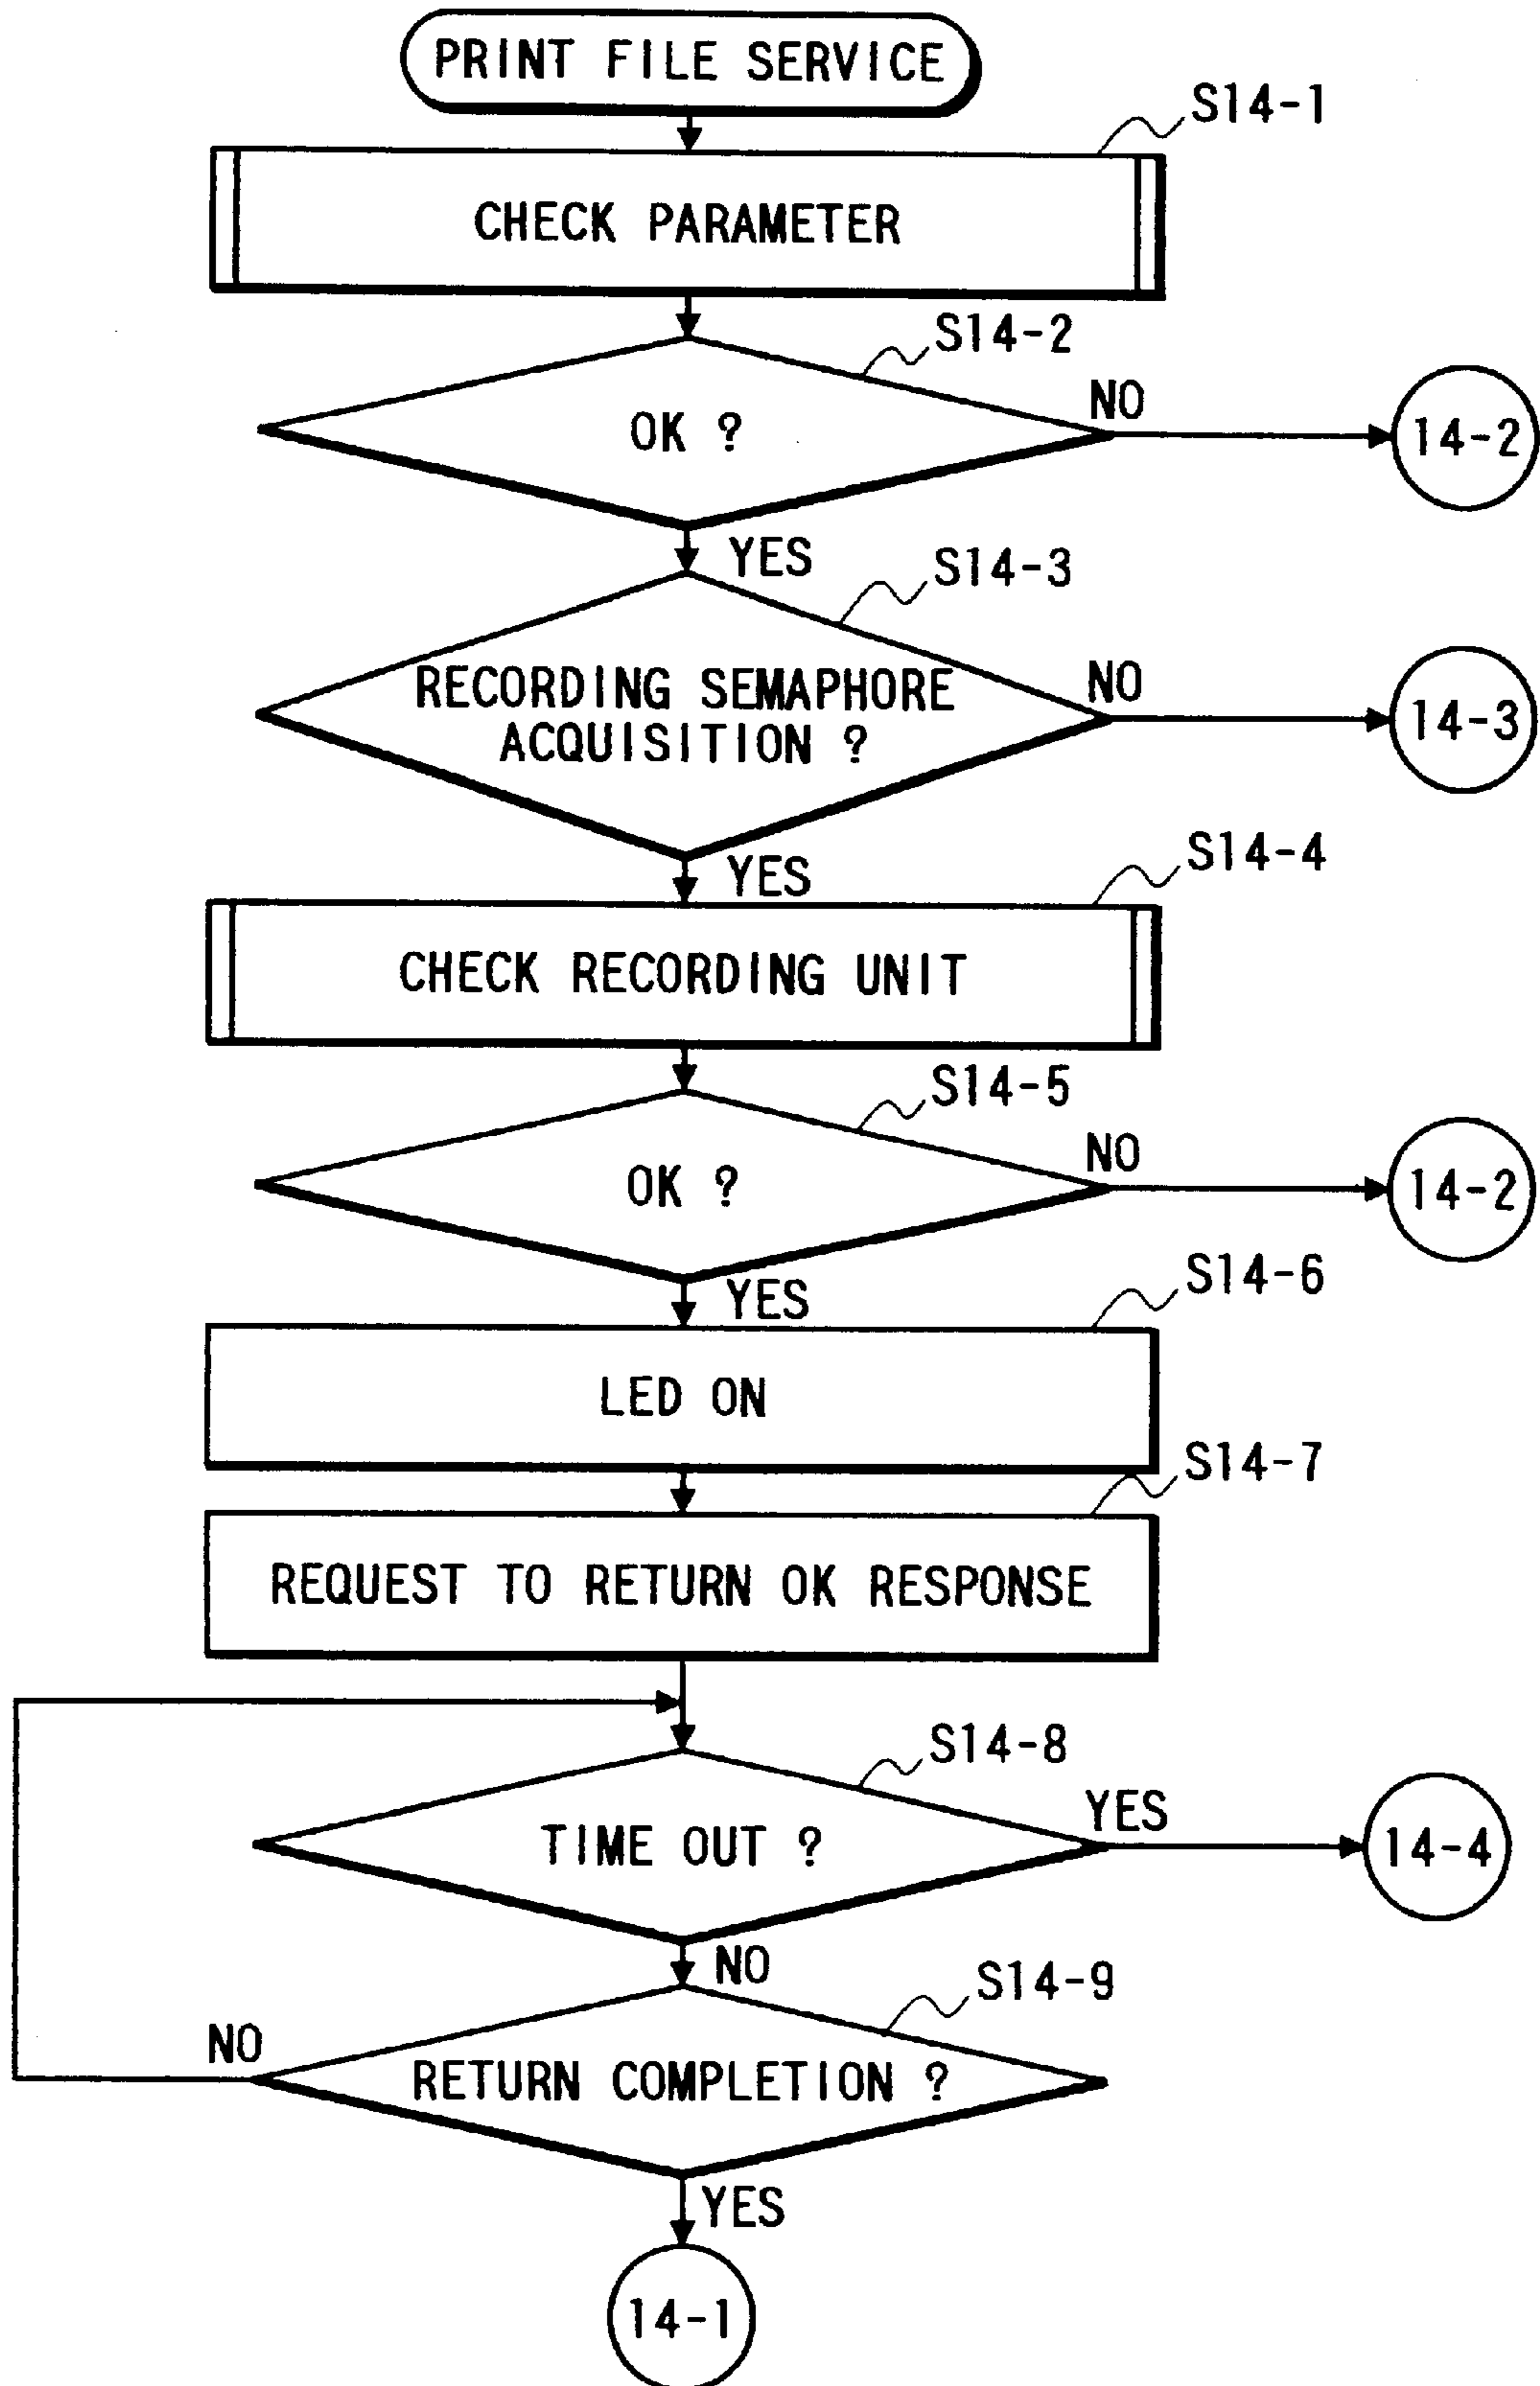 PRINT FILE SERVICE
S14-1
CHECK PARAMETER
S14-2
OK ?
NO
14-2
YES
S14-3
RECORDING SEMAPHORE
ACQUISITION ?
NO
14-3
YES
S14-4
CHECK RECORDING UNIT
S14-5
OK ?
NO
14-2
YES
S14-6
LED ON
S14-7
REQUEST TO RETURN OK RESPONSE
S14-8
TIME OUT ?
YES
14-4
NO
S14-9
NO
RETURN COMPLETION ?
YES
14-1